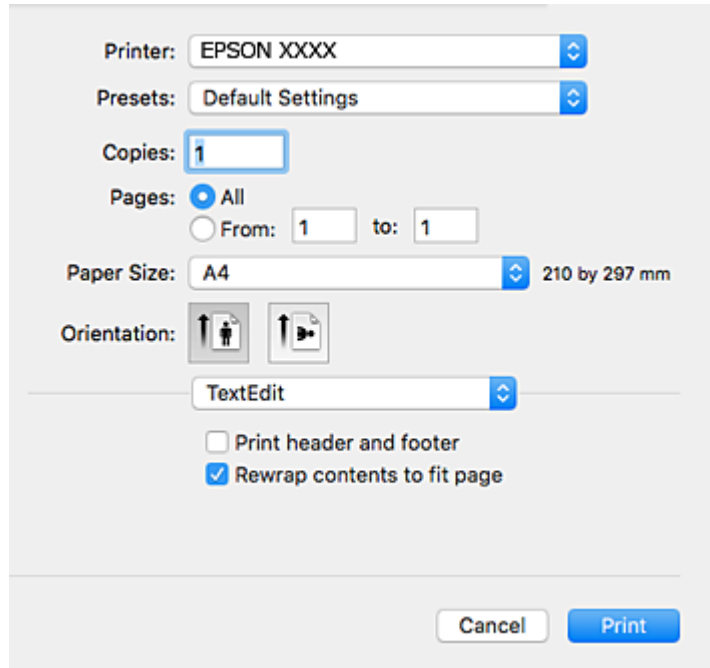 Printer: EPSON XXXX
Presets: Default Settings
Copies: 1
Pages: All
From: 1 to: 1
Paper Size: A4 210 by 297 mm
Orientation:
TextEdit
Print header and footer
Rewrap contents to fit page
Cancel Print